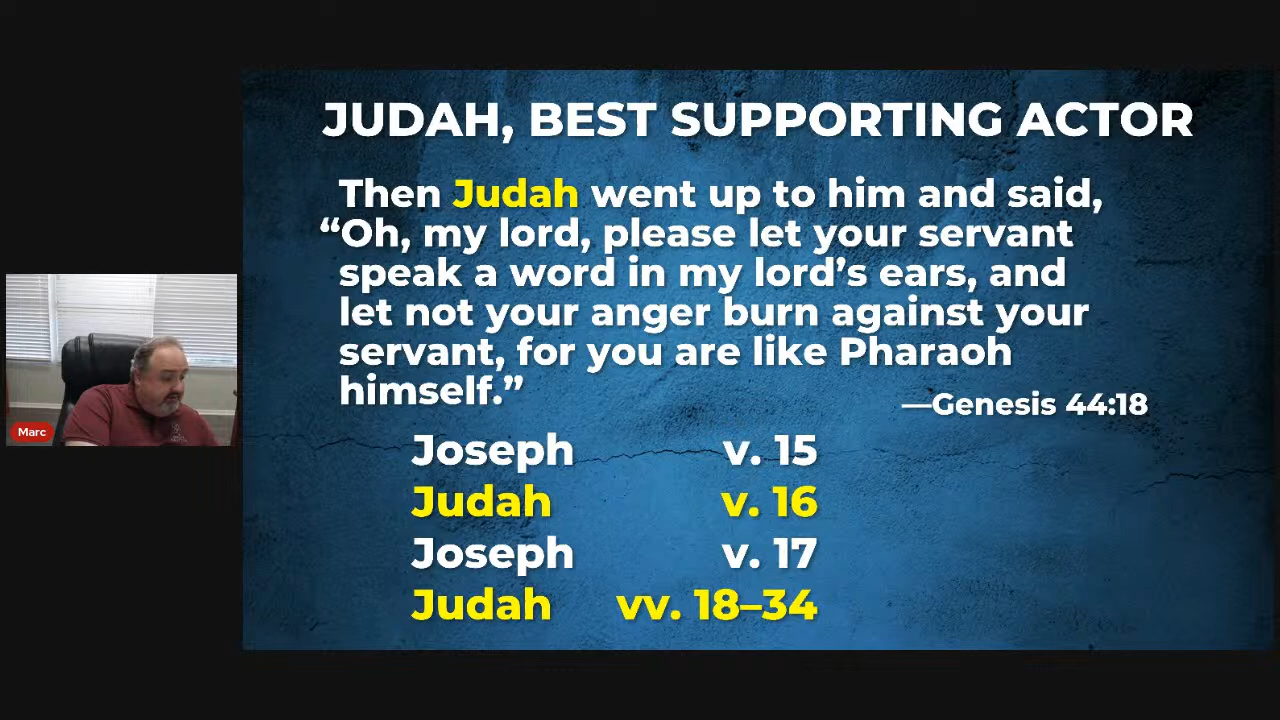 JUDAH, BEST SUPPORTING ACTOR
Then Judah went up to him and said,
“Oh, my lord, please let your servant
speak a word in my lord’s ears, and
let not your anger burn against your
servant, for you are like Pharaoh
himself.”
—Genesis 44:18
Joseph v. 15
Judah v. 16
Joseph v. 17
Judah vv. 18–34
Marc